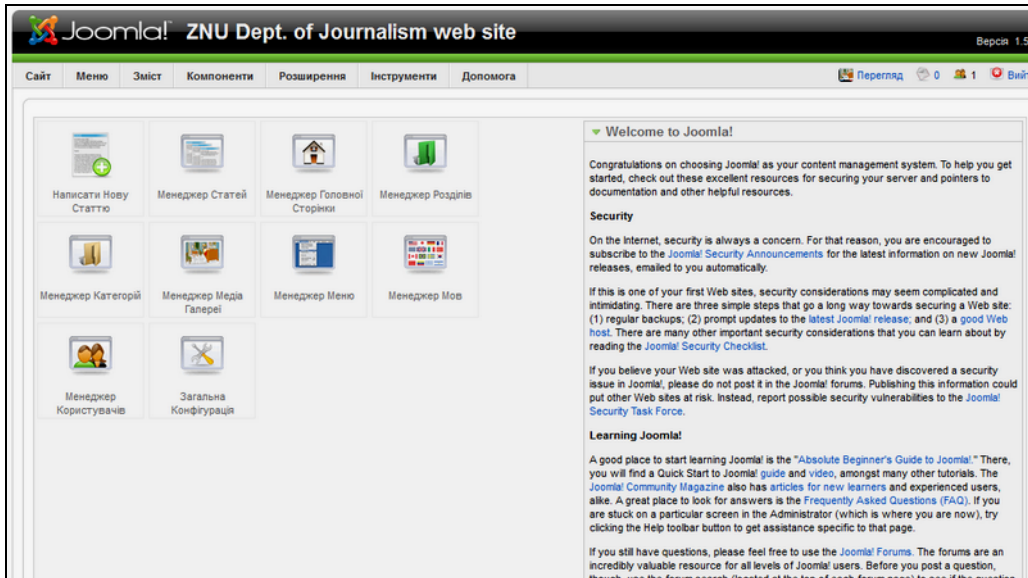 Joomla! ZNU Dept. of Journalism web site
Версія 1.5
Сайт Меню Зміст Компоненти Розширення Інструменти Допомога Перегляд 0 1
Написати Нову Статтю
Менеджер Статей
Менеджер Головної Сторінки
Менеджер Розділів
Менеджер Категорій
Менеджер Медіа Галереї
Менеджер Меню
Менеджер Мов
Менеджер Користувачів
Загальна Конфігурація
Welcome to Joomla!
Congratulations on choosing Joomla! as your content management system. To help you get
started, check out these excellent resources for securing your server and pointers to
documentation and other helpful resources.
Security
On the Internet, security is always a concern. For that reason, you are encouraged to
subscribe to the Joomla! Security Announcements for the latest information on new Joomla!
releases, emailed to you automatically.
If this is one of your first Web sites, security considerations may seem complicated and
intimidating. There are three simple steps that go a long way towards securing a Web site:
(1) regular backups; (2) prompt updates to the latest Joomla! release; and (3) a good Web
host. There are many other important security considerations that you can learn about by
reading the Joomla! Security Checklist.
If you believe your Web site was attacked, or you think you have discovered a security
issue in Joomla!, please do not post it in the Joomla! forums. Publishing this information could
put other Web sites at risk. Instead, report possible security vulnerabilities to the Joomla!
Security Task Force.
Learning Joomla!
A good place to start learning Joomla! is the "Absolute Beginner's Guide to Joomla!." There,
you will find a Quick Start to Joomla! guide and video, amongst many other tutorials. The
Joomla! Community Magazine also has articles for new learners and experienced users,
alike. A great place to look for answers is the Frequently Asked Questions (FAQ). If you
are stuck on a particular screen in the Administrator (which is where you are now), try
clicking the Help toolbar button to get assistance specific to that page.
If you still have questions, please feel free to use the Joomla! Forums. The forums are an
incredibly valuable resource for all levels of Joomla! users. Before you post a question,